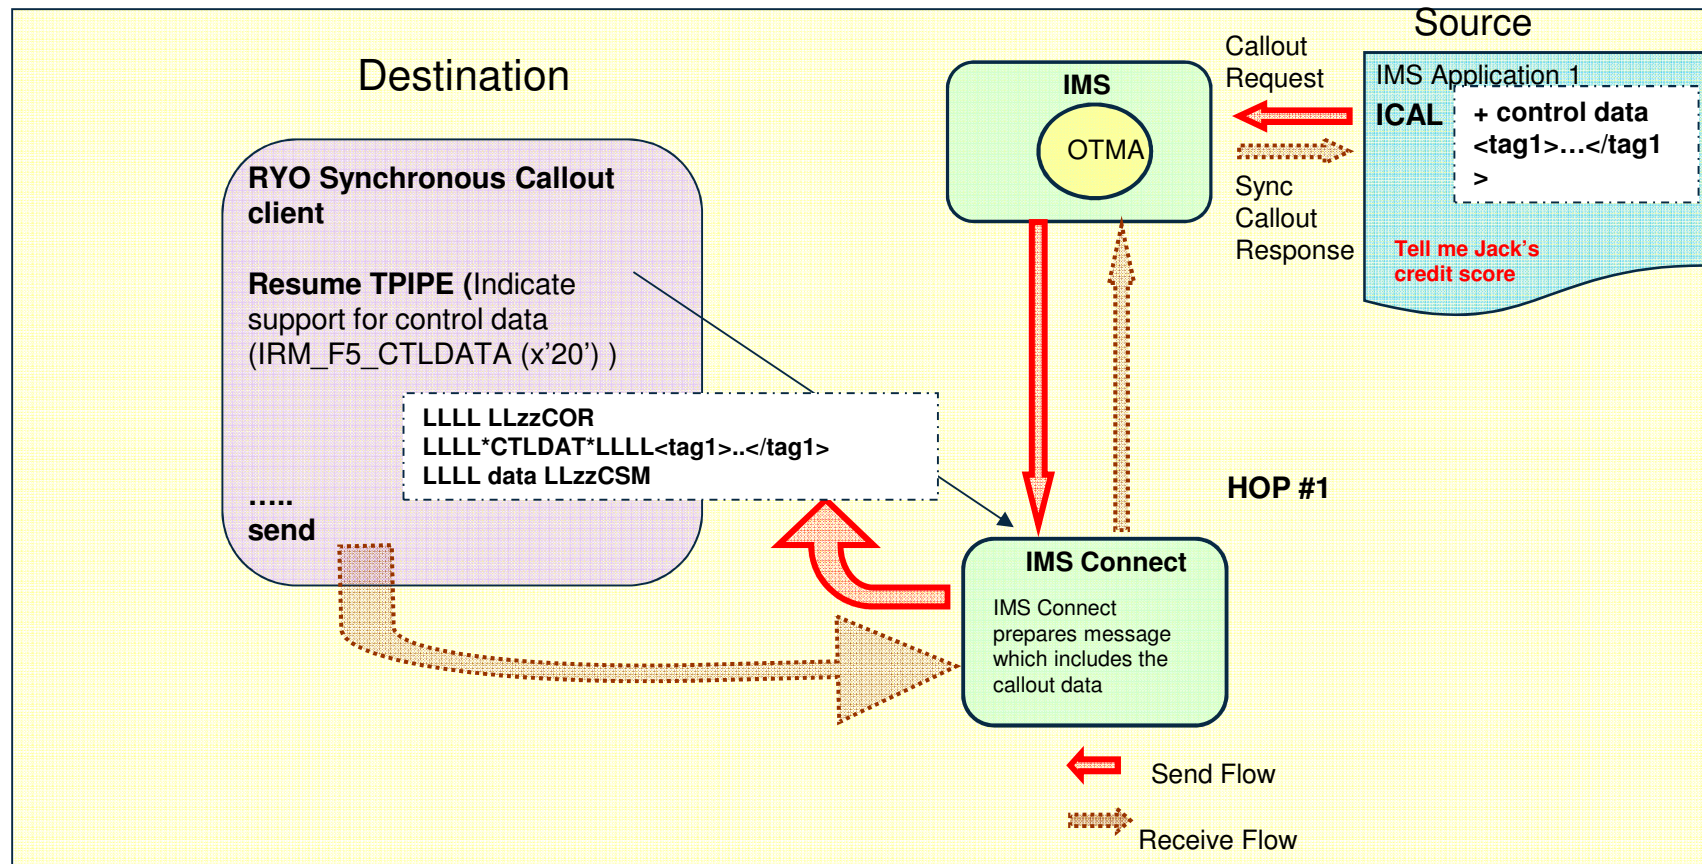 Source
Destination
Callout
Request
IMS
OTMA
IMS Application 1
ICAL
+ control data
<tag1>…</tag1
>
Sync
Callout
Response
Tell me Jack's
credit score
RYO Synchronous Callout
client
Resume TPIPE (Indicate
support for control data
(IRM_F5_CTLDATA (x'20') )
LLLL LLzzCOR
LLLL*CTLDAT*LLLL<tag1>..</tag1>
LLLL data LLzzCSM
…..
send
HOP #1
IMS Connect
IMS Connect
prepares message
which includes the
callout data
Send Flow
Receive Flow